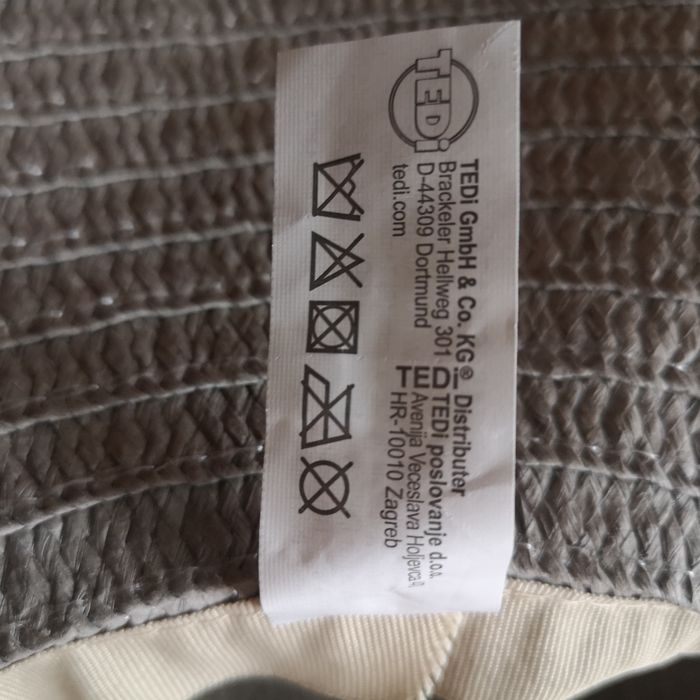 TEDi
TEDi GmbH & Co. KG
Brackeler Hellweg 301
D-44309 Dortmund
tedi.com
TEDi
Distributer
TEDi poslovanje d.o.o.
Avenija Veceslava Holjevca
HR-10010 Zagreb